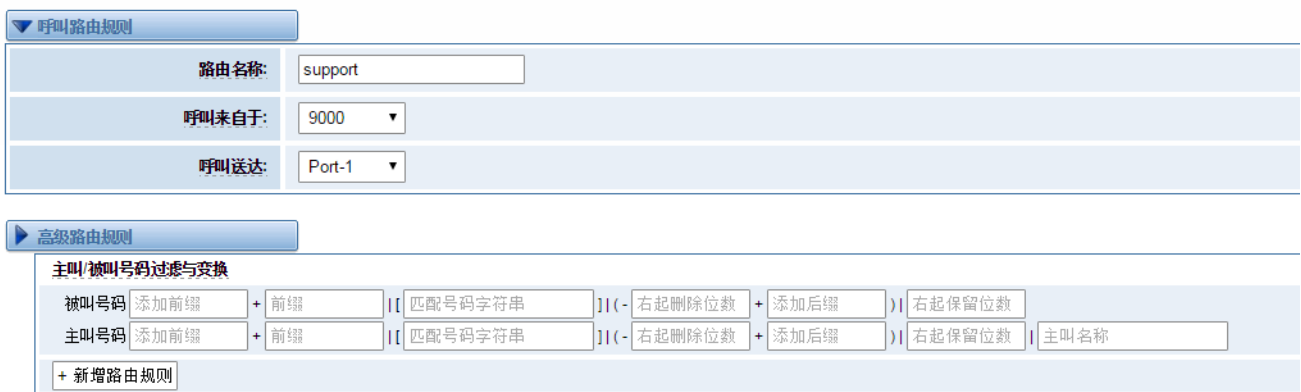 呼叫路由规则
路由名称: support
呼叫来自于: 9000
呼叫送达: Port-1
高级路由规则
主叫/被叫号码过滤与变换
被叫号码 添加前缀 + 前缀 |[ 匹配号码字符串 ]|(- 右起删除位数 + 添加后缀 )| 右起保留位数
主叫号码 添加前缀 + 前缀 |[ 匹配号码字符串 ]|(- 右起删除位数 + 添加后缀 )| 右起保留位数 | 主叫名称
+ 新增路由规则